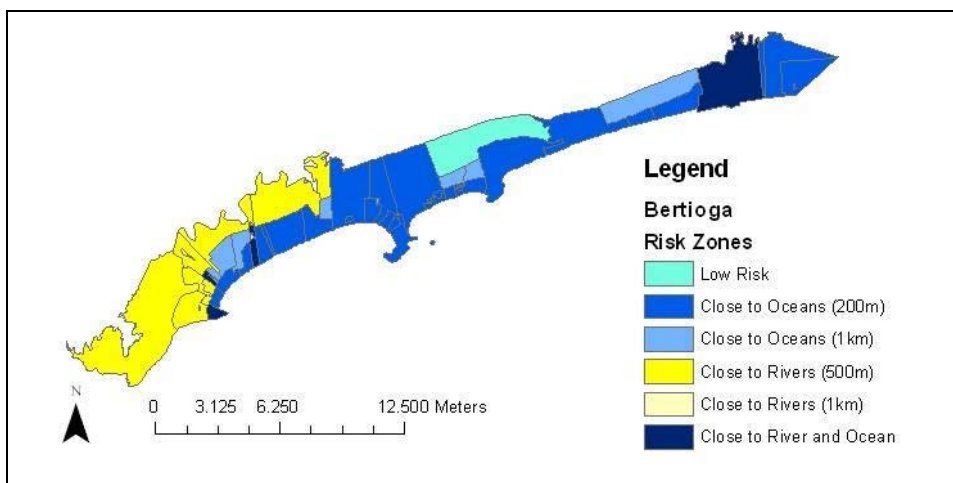 Legend
Bertioga
Risk Zones
Low Risk
Close to Oceans (200m)
Close to Oceans (1km)
Close to Rivers (500m)
Close to Rivers (1km)
Close to River and Ocean
N
0 3.125 6.250 12.500 Meters